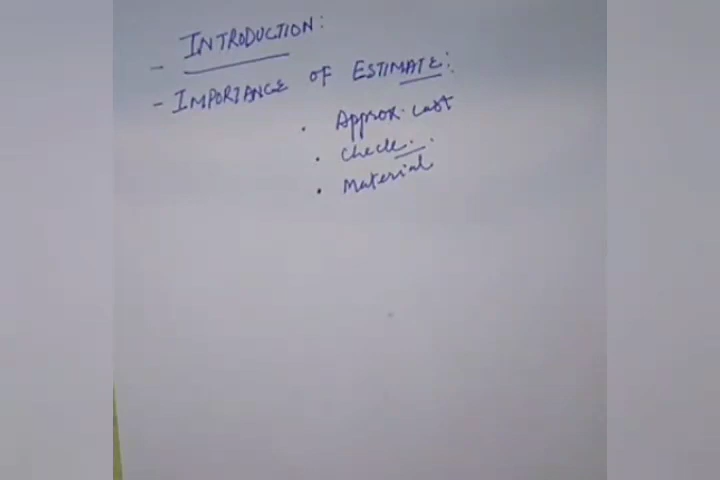 - INTRODUCTION:
- IMPORTANCE OF ESTIMATE:
• Approx. cost
• Check..
• Material